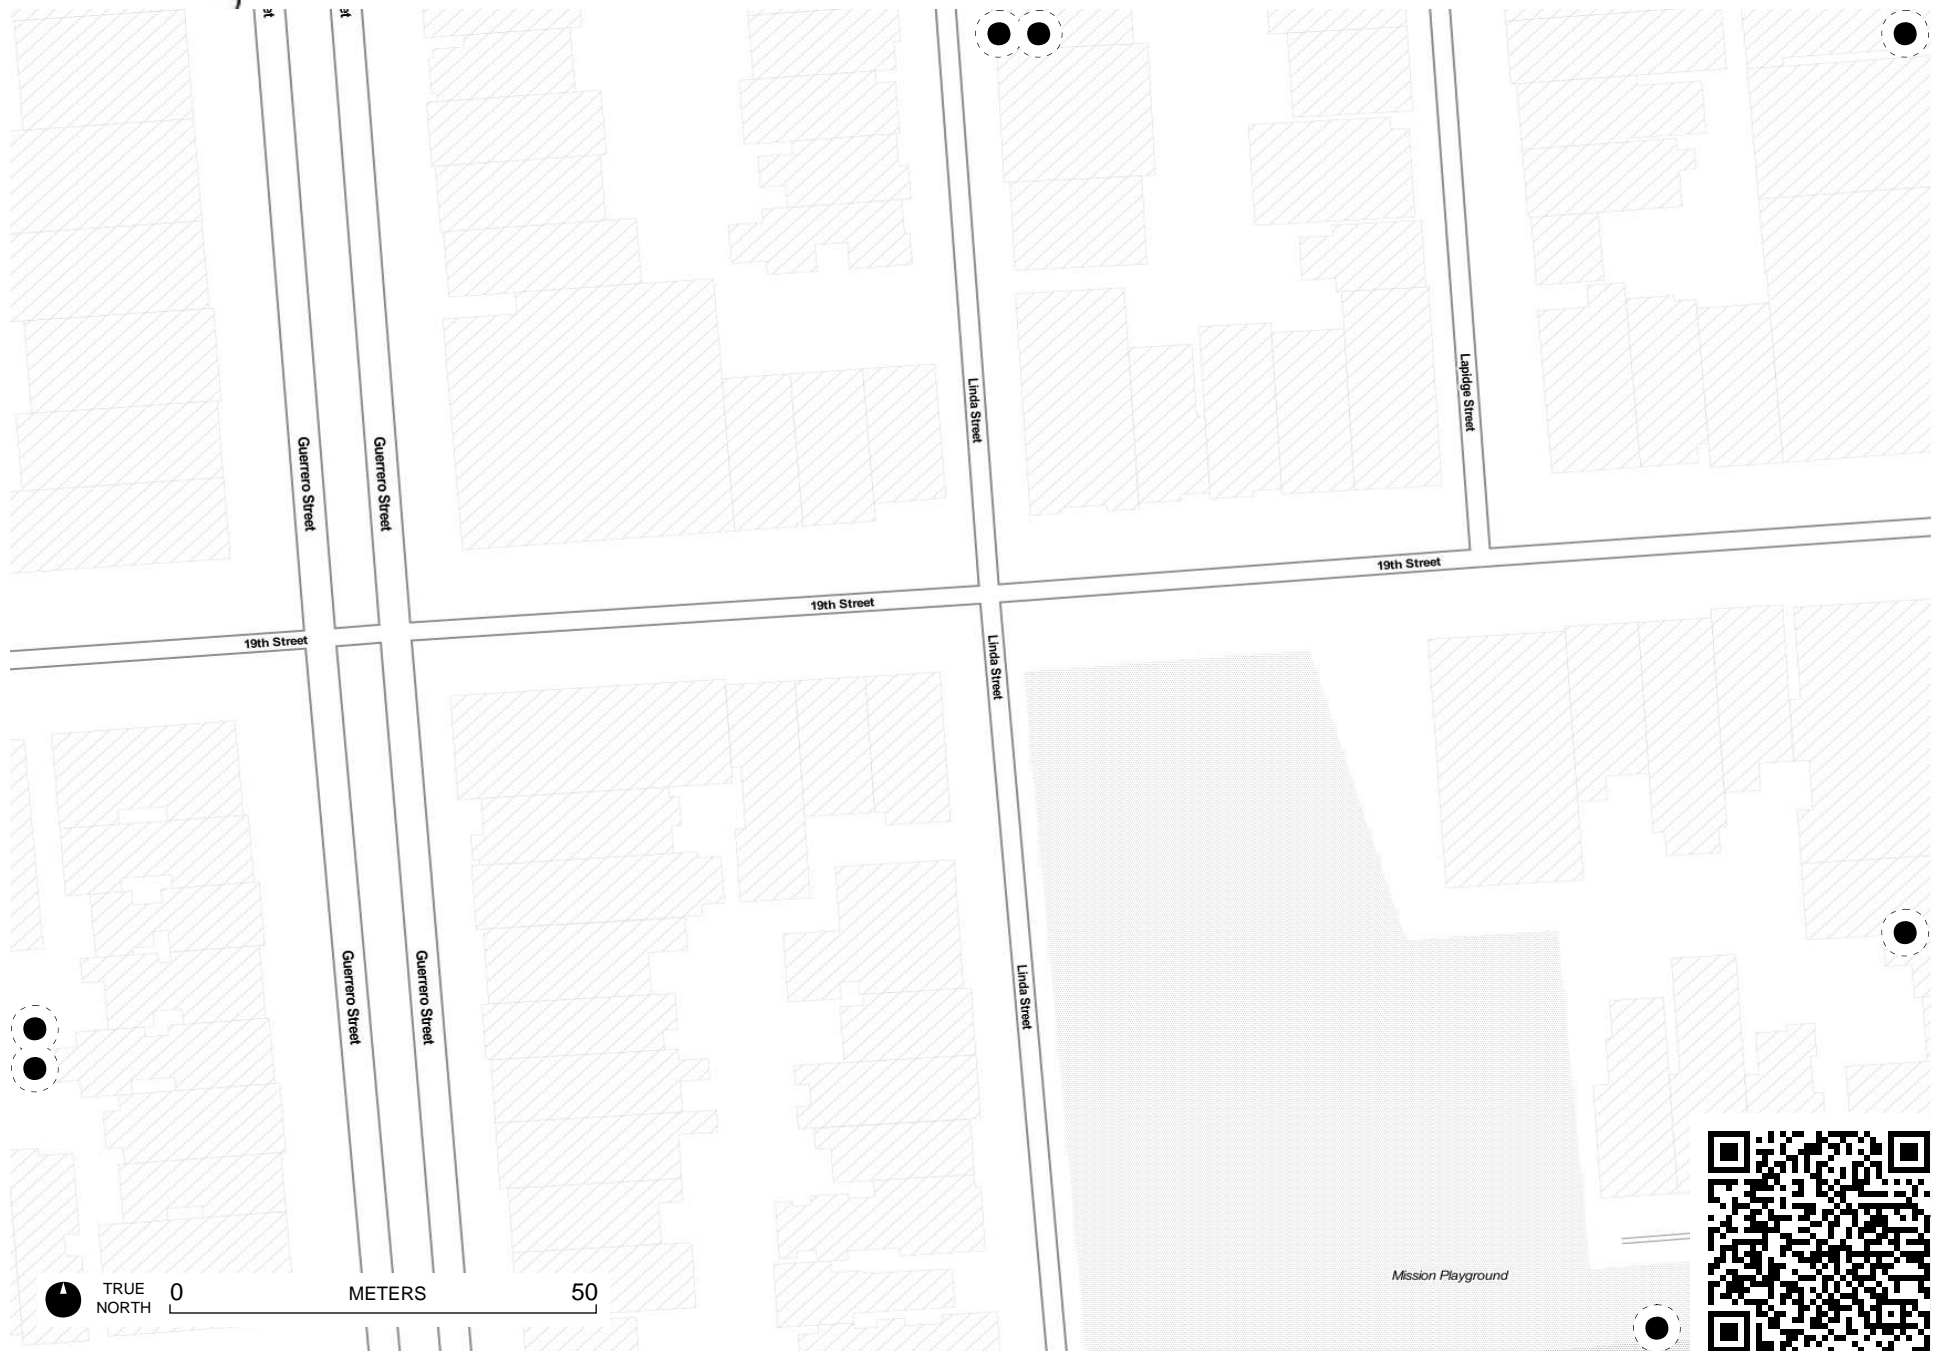 Guerrero Street
Guerrero Street
Linda Street
Lapidge Street
19th Street
19th Street
19th Street
Linda Street
Guerrero Street
Guerrero Street
Linda Street
Mission Playground
TRUE
NORTH
0 METERS 50